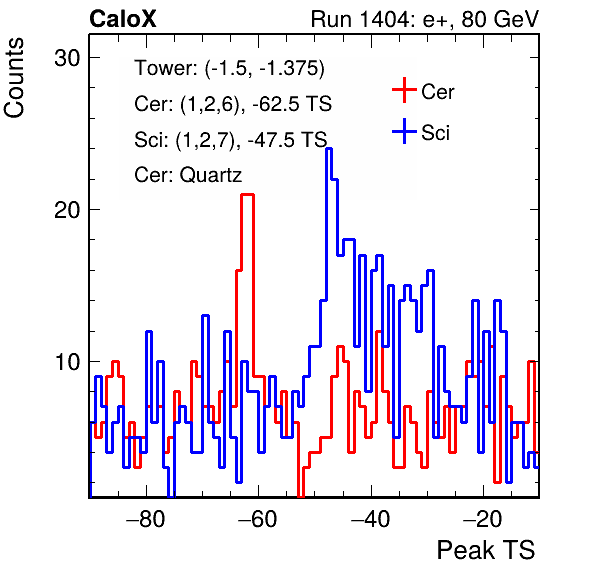 CaloX Run 1404: e+, 80 GeV
Counts
30
20
10
Tower: (-1.5, -1.375)
Cer: (1,2,6), -62.5 TS
Sci: (1,2,7), -47.5 TS
Cer: Quartz
Cer
Sci
−80 −60 −40 −20
Peak TS